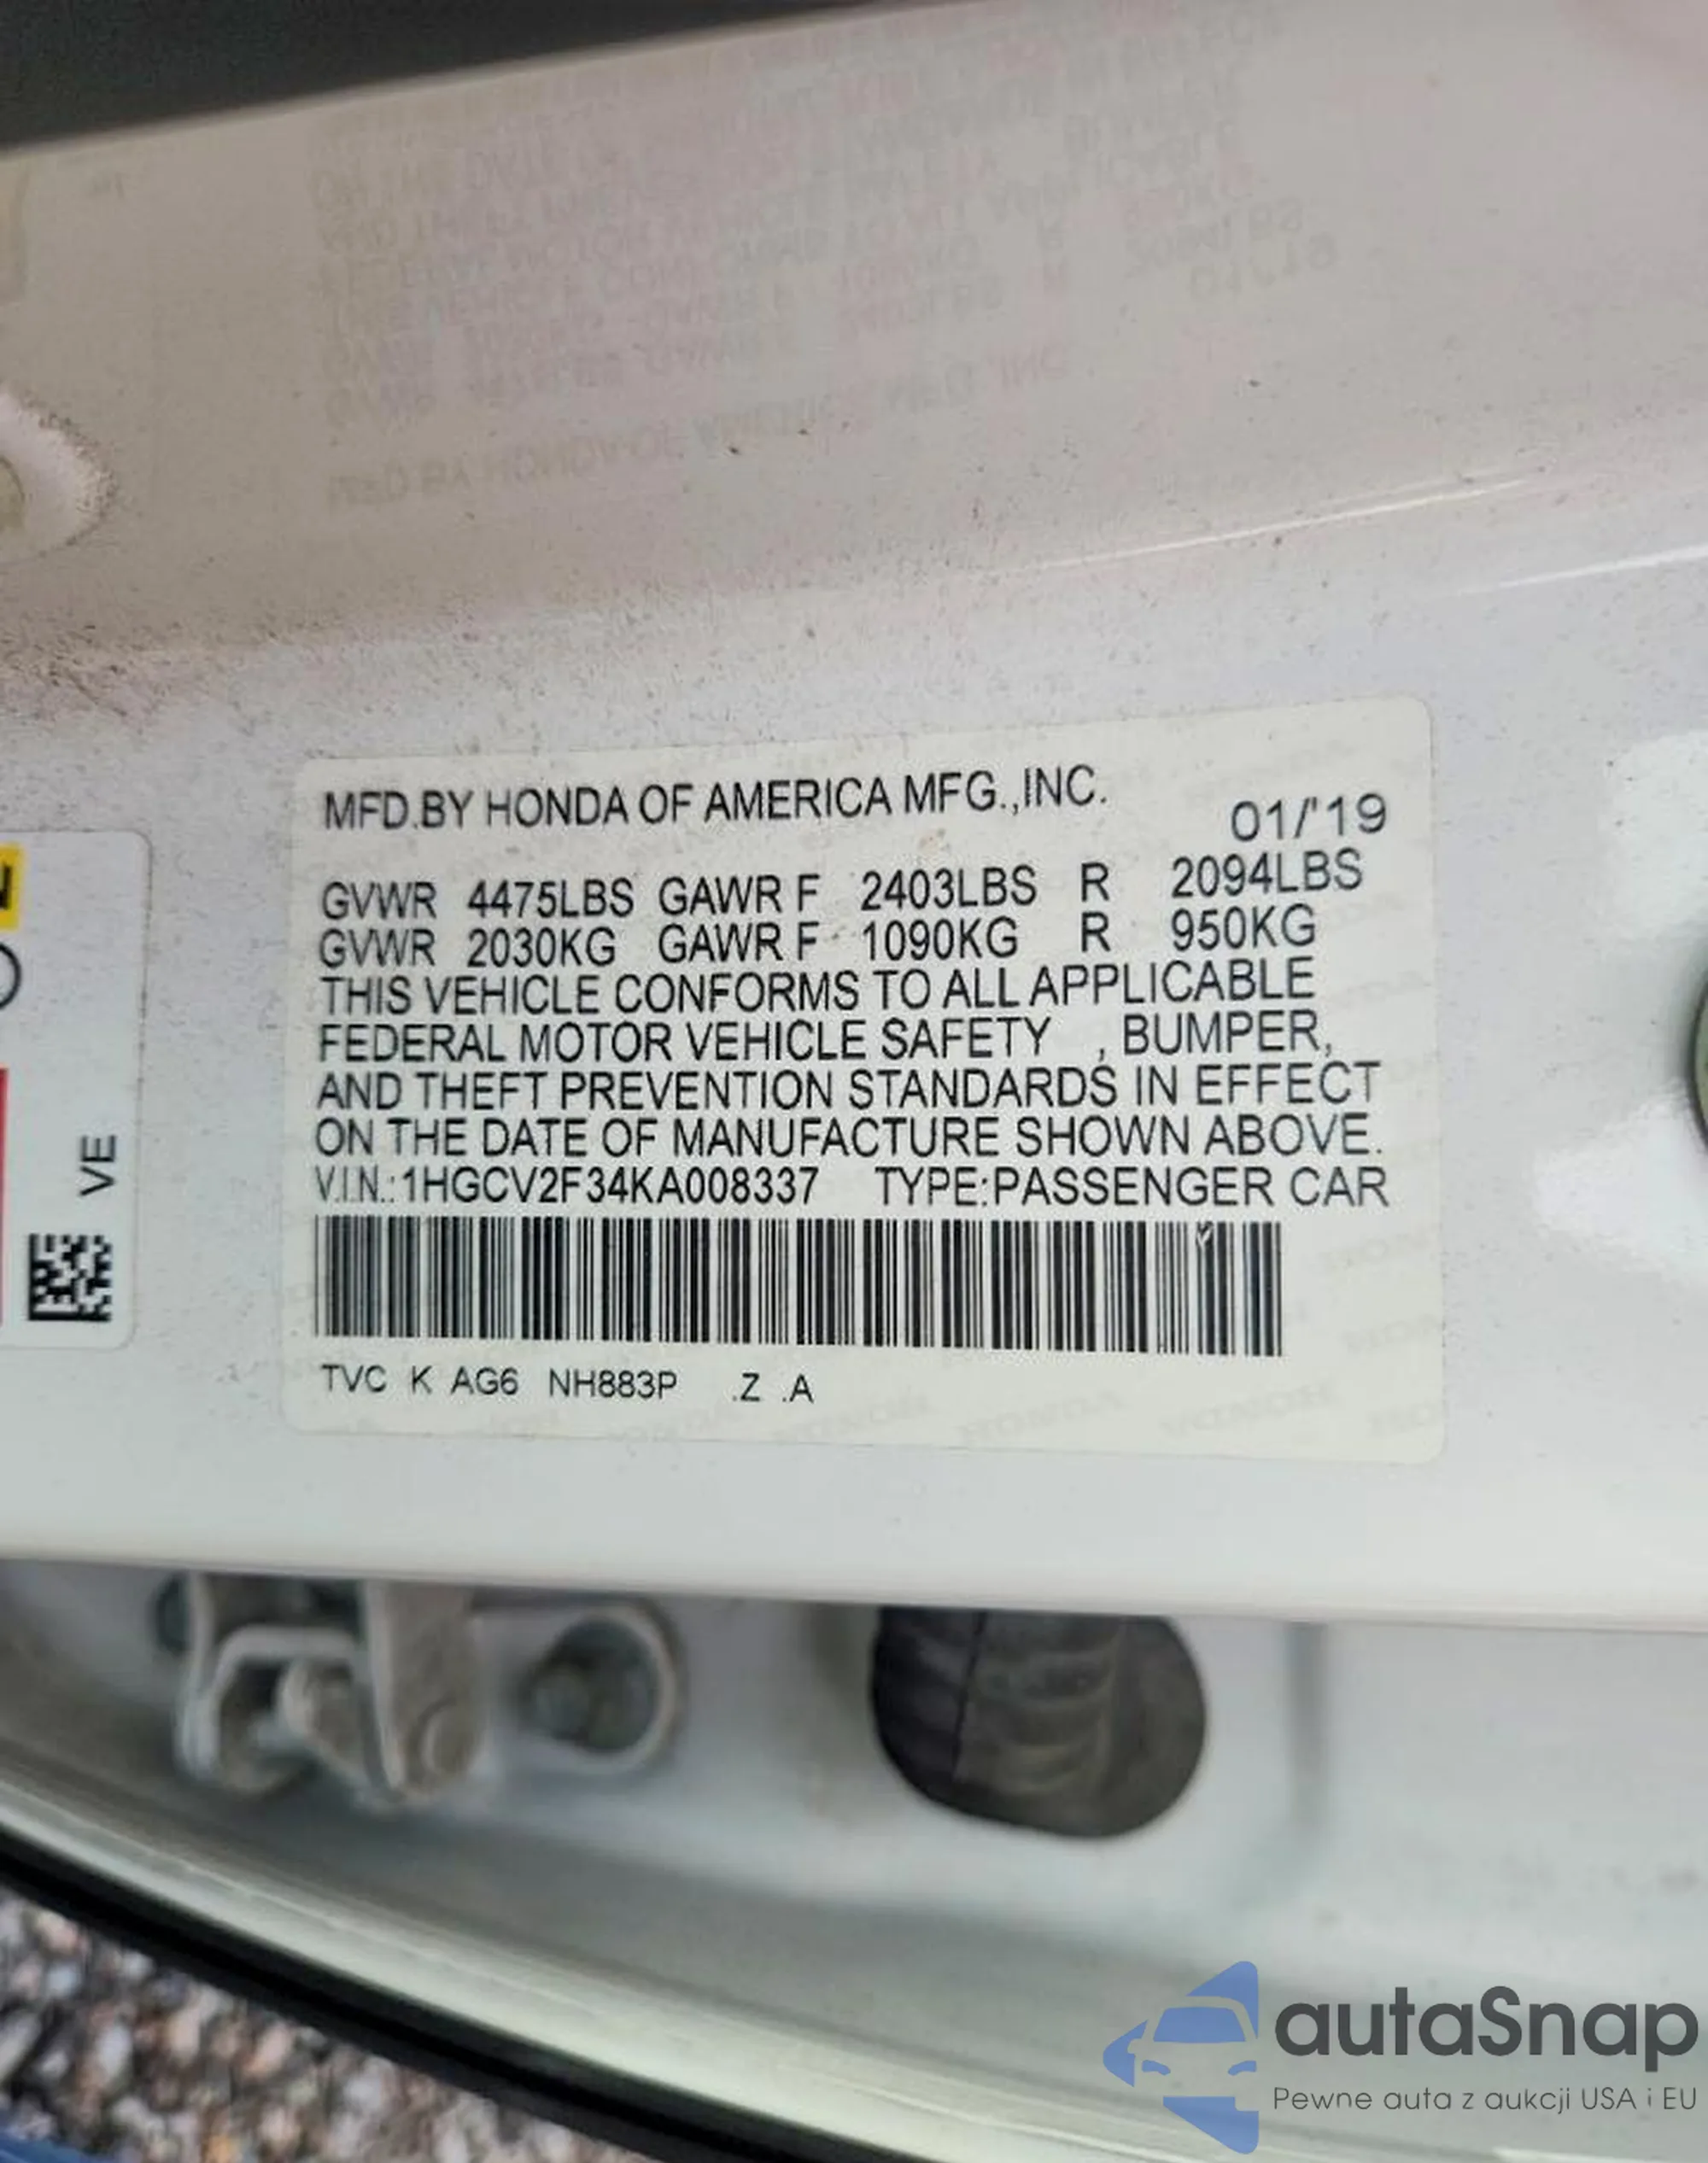 MFD.BY HONDA OF AMERICA MFG.,INC.
01/'19
GVWR 4475LBS GAWR F 2403LBS R 2094LBS
GVWR 2030KG GAWR F 1090KG R 950KG
THIS VEHICLE CONFORMS TO ALL APPLICABLE
FEDERAL MOTOR VEHICLE SAFETY , BUMPER,
AND THEFT PREVENTION STANDARDS IN EFFECT
ON THE DATE OF MANUFACTURE SHOWN ABOVE.
V.I.N.:1HGCV2F34KA008337 TYPE:PASSENGER CAR
TVC K AG6 NH883P .Z .A
VE
autaSnap
Pewne auta z aukcji USA i EU